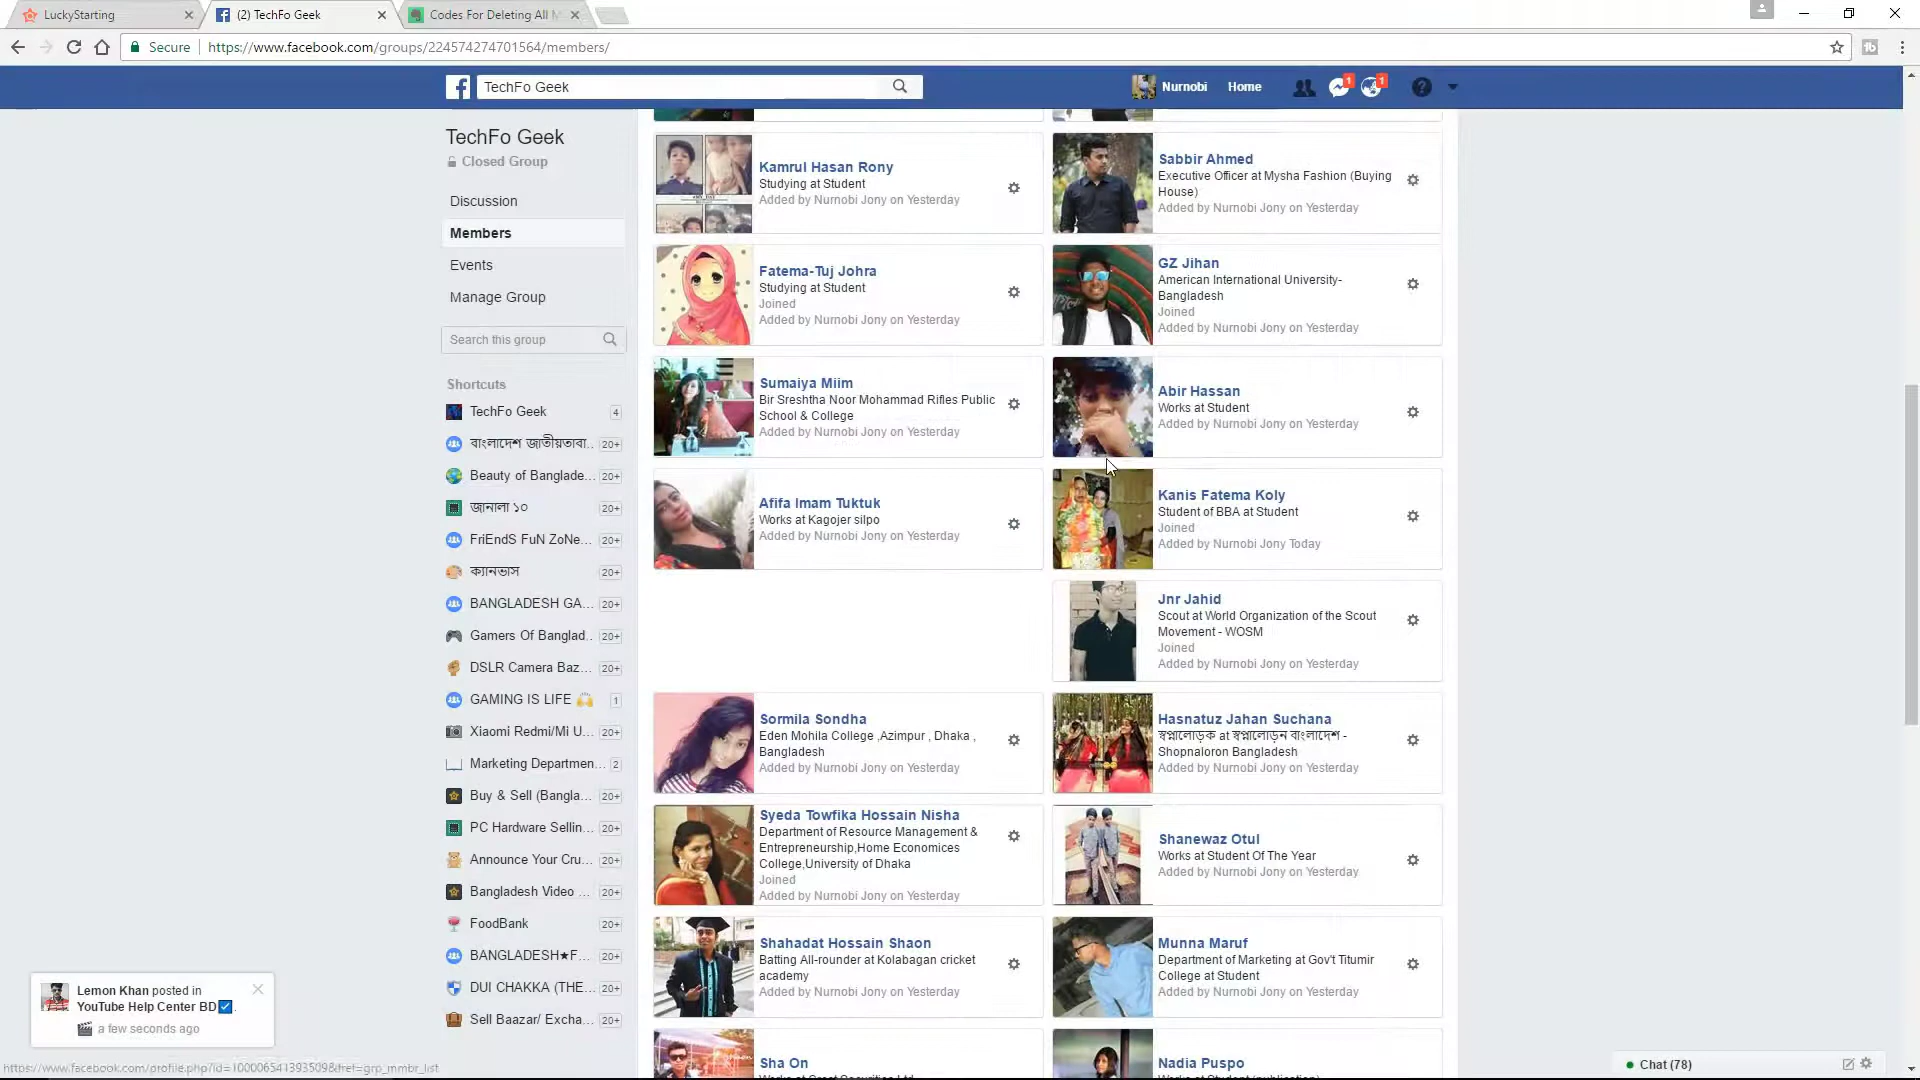 LuckyStarting
(2) TechFo Geek
Codes For Deleting All M
Secure
https://www.facebook.com/groups/224574274701564/members/
TechFo Geek
Nurnobi
Home
1
1
TechFo Geek
Closed Group
Discussion
Members
Events
Manage Group
Search this group
Shortcuts
TechFo Geek 4
বাংলাদেশ জাতীয়তাবা.. 20+
Beauty of Banglade... 20+
জানালা ১০ 20+
FriEndS FuN ZoNe... 20+
ক্যানভাস 20+
BANGLADESH GA... 20+
Gamers Of Banglad.. 20+
DSLR Camera Baz... 20+
GAMING IS LIFE 🙌 1
Xiaomi Redmi/Mi U... 20+
Marketing Departmen... 2
Buy & Sell (Bangla... 20+
PC Hardware Sellin... 20+
Announce Your Cru... 20+
Bangladesh Video ... 20+
FoodBank 20+
BANGLADESH★F... 20+
DUI CHAKKA (THE... 20+
Sell Baazar/ Excha... 20+
Kamrul Hasan Rony
Studying at Student
Added by Nurnobi Jony on Yesterday
Sabbir Ahmed
Executive Officer at Mysha Fashion (Buying
House)
Added by Nurnobi Jony on Yesterday
Fatema-Tuj Johra
Studying at Student
Joined
Added by Nurnobi Jony on Yesterday
GZ Jihan
American International University-
Bangladesh
Joined
Added by Nurnobi Jony on Yesterday
Sumaiya Miim
Bir Sreshtha Noor Mohammad Rifles Public
School & College
Added by Nurnobi Jony on Yesterday
Abir Hassan
Works at Student
Added by Nurnobi Jony on Yesterday
Afifa Imam Tuktuk
Works at Kagojer silpo
Added by Nurnobi Jony on Yesterday
Kanis Fatema Koly
Student of BBA at Student
Joined
Added by Nurnobi Jony Today
Jnr Jahid
Scout at World Organization of the Scout
Movement - WOSM
Joined
Added by Nurnobi Jony on Yesterday
Sormila Sondha
Eden Mohila College ,Azimpur , Dhaka ,
Bangladesh
Added by Nurnobi Jony on Yesterday
Hasnatuz Jahan Suchana
স্বপ্নালোড়ক at স্বপ্নালোড়ন বাংলাদেশ -
Shopnaloron Bangladesh
Added by Nurnobi Jony on Yesterday
Syeda Towfika Hossain Nisha
Department of Resource Management &
Entrepreneurship,Home Economices
College,University of Dhaka
Joined
Added by Nurnobi Jony on Yesterday
Shanewaz Otul
Works at Student Of The Year
Added by Nurnobi Jony on Yesterday
Shahadat Hossain Shaon
Batting All-rounder at Kolabagan cricket
academy
Added by Nurnobi Jony on Yesterday
Munna Maruf
Department of Marketing at Gov't Titumir
College at Student
Added by Nurnobi Jony on Yesterday
Sha On
Nadia Puspo
Lemon Khan posted in
YouTube Help Center BD☑.
a few seconds ago
Chat (78)